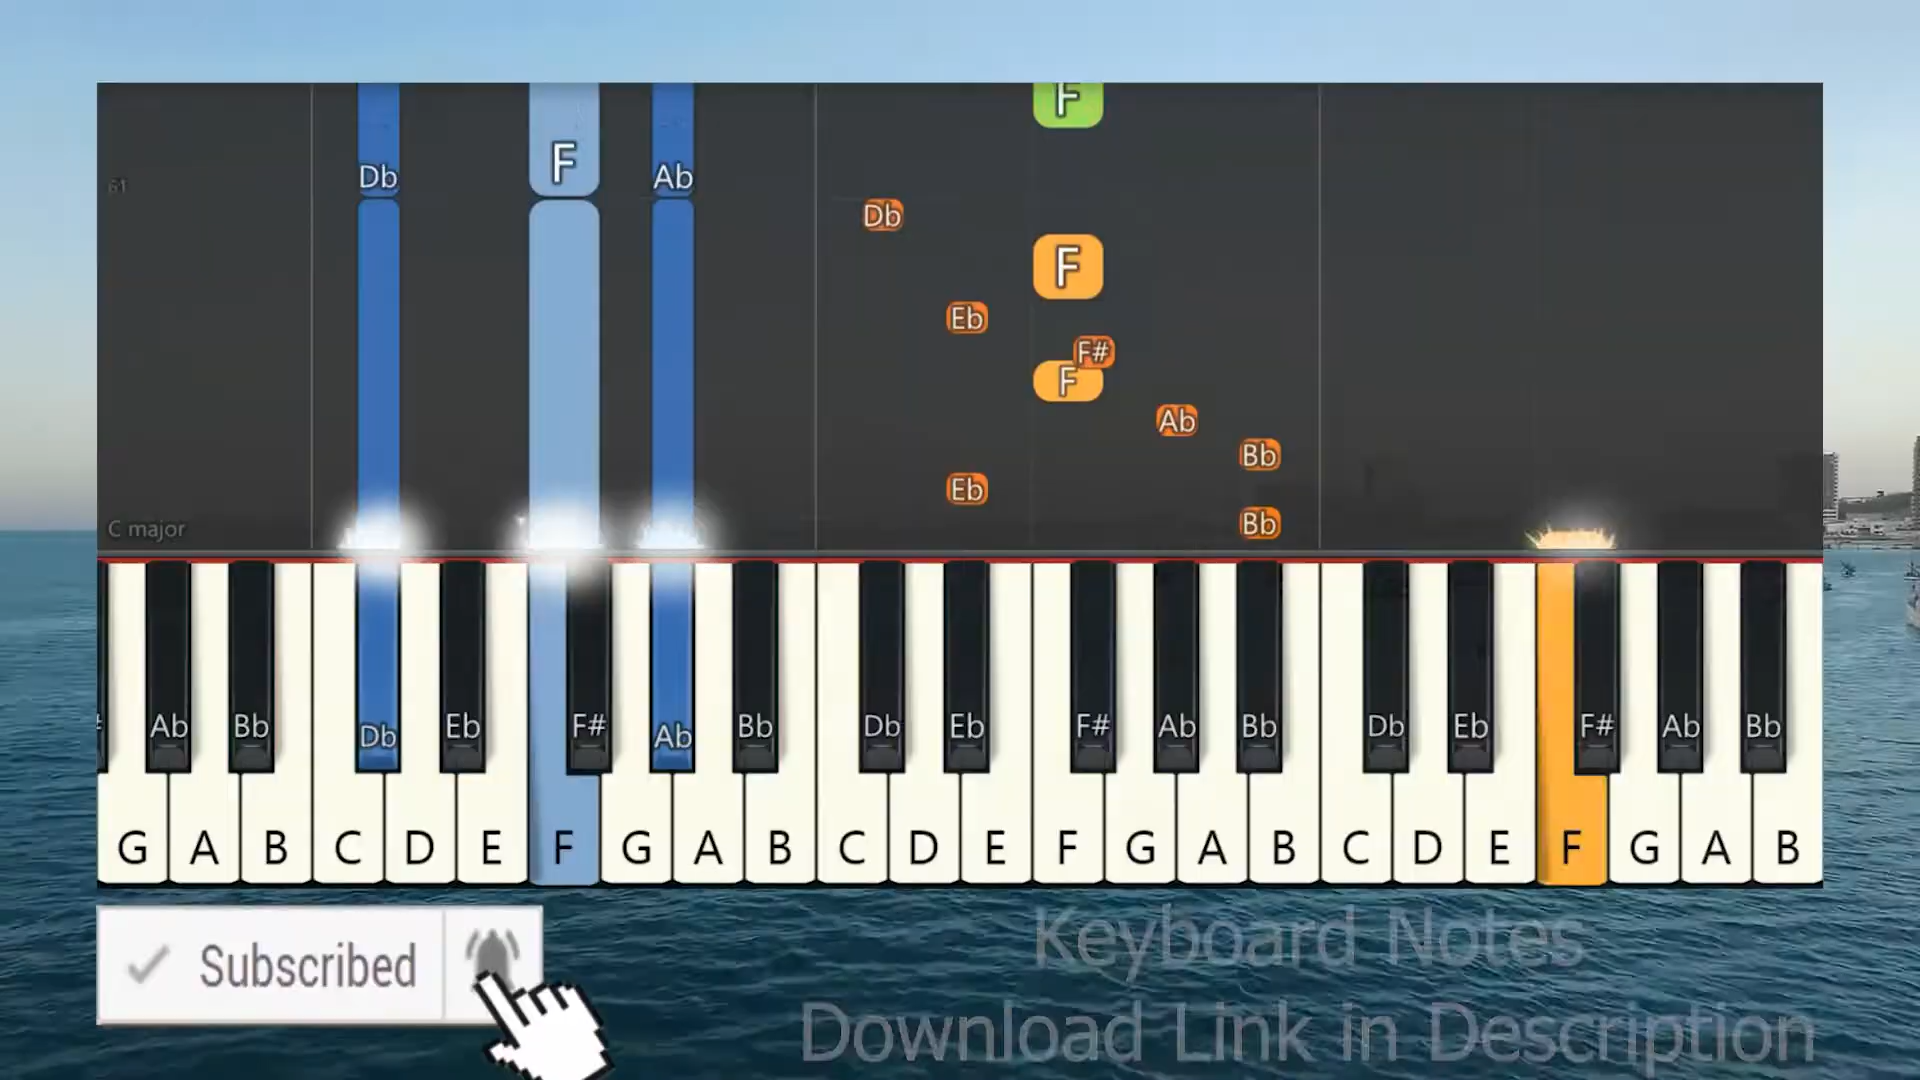 F
Db F Ab
61
Db
F
Eb
F#
F
Ab
Bb
Eb
Bb
C major
Ab Bb Db Eb F# Ab Bb Db Eb F# Ab Bb Db Eb F# Ab Bb
G A B C D E F G A B C D E F G A B C D E F G A B
Subscribed
Keyboard Notes
Download Link in Description